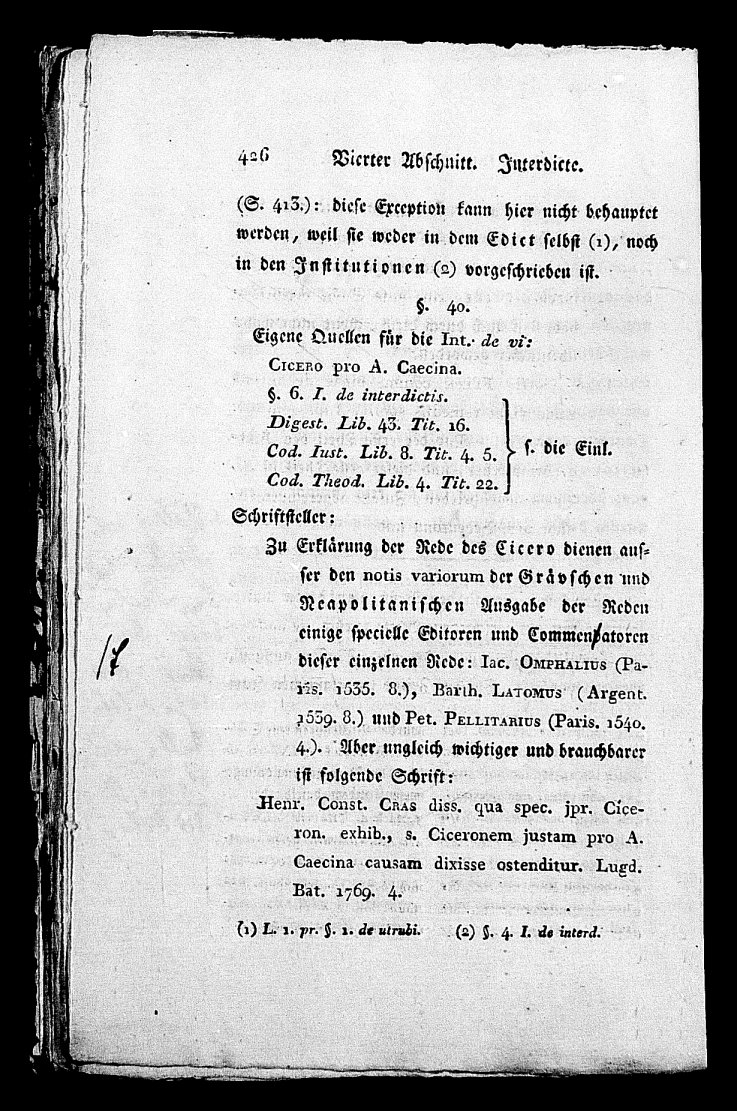 426 Vierter Abschnitt. Interdicte.
(S. 413.): diese Exception kann hier nicht behauptet
werden, weil sie weder in dem Edict selbst (1), noch
in den Institutionen (2) vorgeschrieben ist.
§. 40.
Eigene Quellen für die Int. de vi:
CICERO pro A. Caecina.
§. 6. I. de interdictis.
Digest. Lib. 43. Tit. 16.
Cod. Iust. Lib. 8. Tit. 4. 5. } s. die Einl.
Cod. Theod. Lib. 4. Tit. 22.
Schriftsteller:
Zu Erklärung der Rede des Cicero dienen aus-
ser den notis variorum der Grävschen und
Neapolitanischen Ausgabe der Reden
einige specielle Editoren und Commentatoren
dieser einzelnen Rede: Iac. OMPHALIUS (Pa-
ris. 1535. 8.), Barth. LATOMUS (Argent.
1539. 8.) und Pet. PELLITARIUS (Paris. 1540.
4.). Aber ungleich wichtiger und brauchbarer
ist folgende Schrift:
Henr. Const. CRAS diss. qua spec. jpr. Cice-
ron. exhib., s. Ciceronem justam pro A.
Caecina causam dixisse ostenditur. Lugd.
Bat. 1769. 4.
(1) L. 1. pr. §. 1. de utrubi. (2) §. 4. I. de interd.